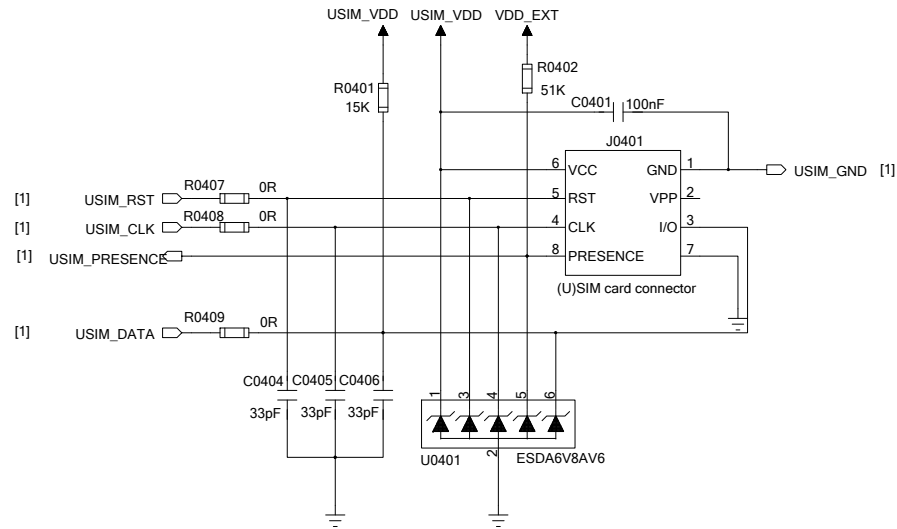 USIM_VDD USIM_VDD VDD_EXT
R0402
51K
R0401
15K
C0401 100nF
J0401
6 VCC GND 1 USIM_GND [1]
[1] USIM_RST R0407 0R 5 RST VPP 2
[1] USIM_CLK R0408 0R 4 CLK I/O 3
[1] USIM_PRESENCE 8 PRESENCE 7
(U)SIM card connector
[1] USIM_DATA R0409 0R
C0404 C0405 C0406
33pF 33pF 33pF
1 3 4 5 6
U0401 2 ESDA6V8AV6